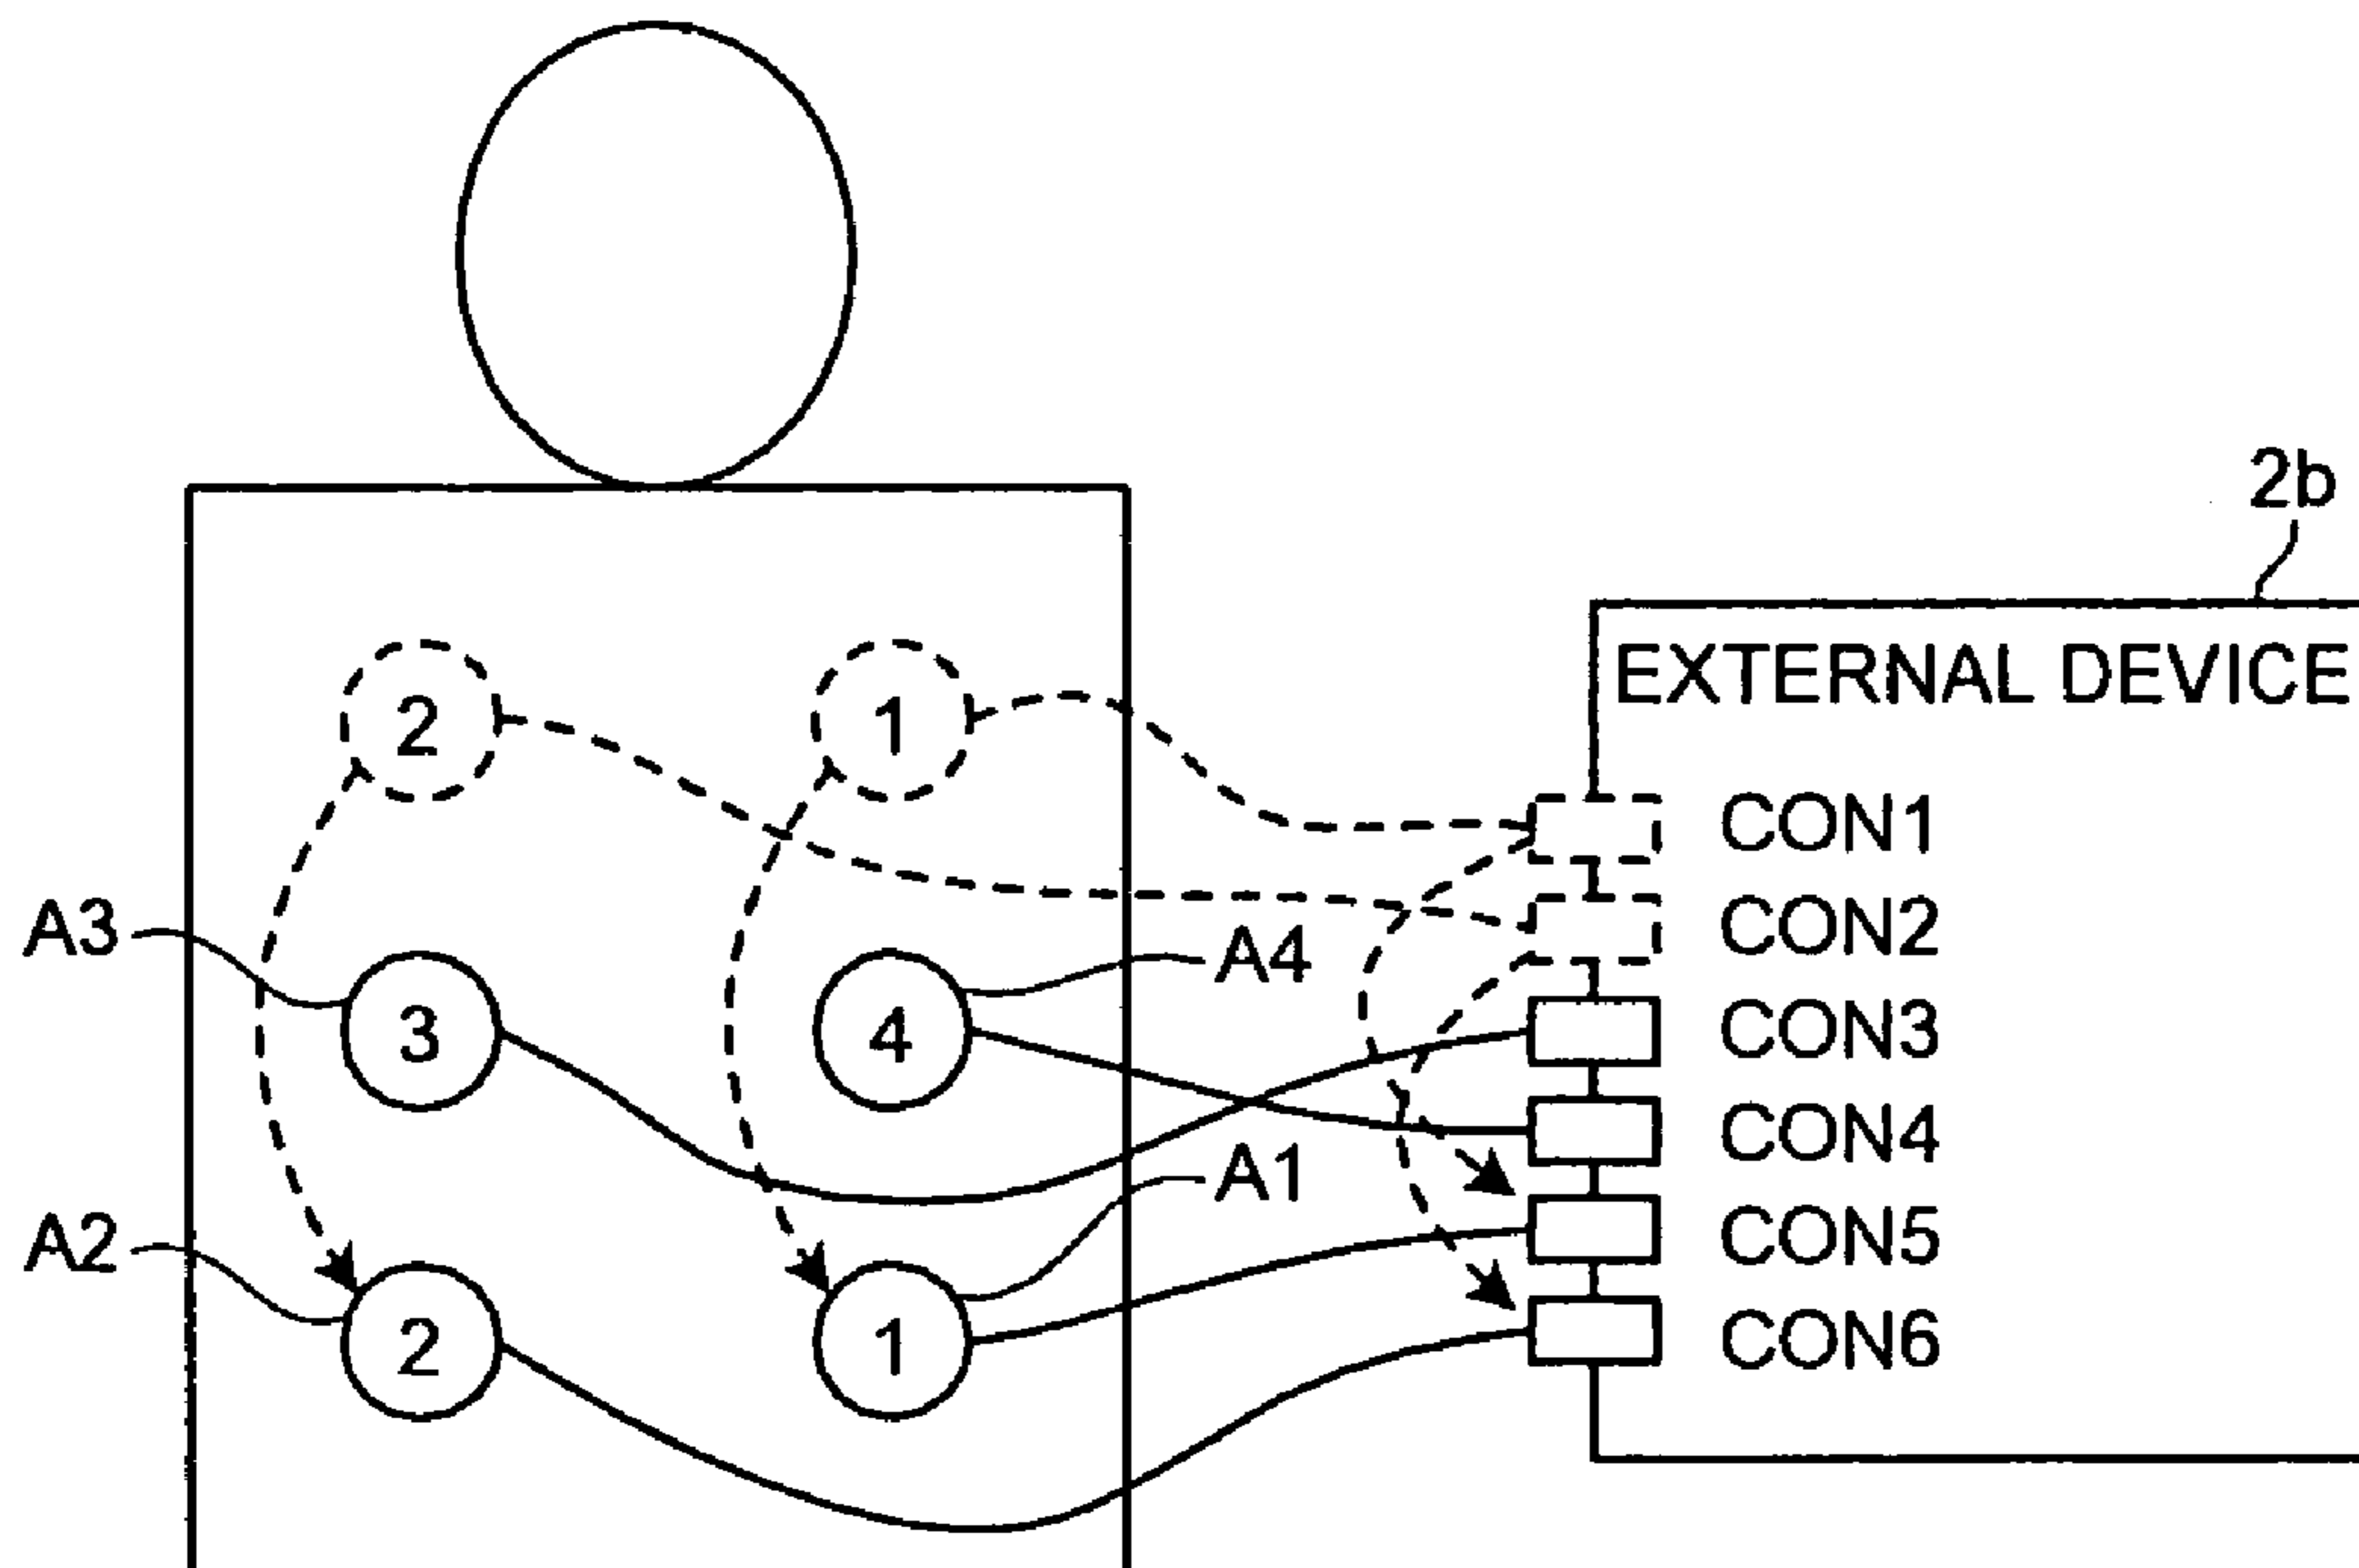 2b
EXTERNAL DEVICE
2 1
CON1
CON2
A3
A4
3 4
CON3
CON4
A1
A2
CON5
2 1
CON6